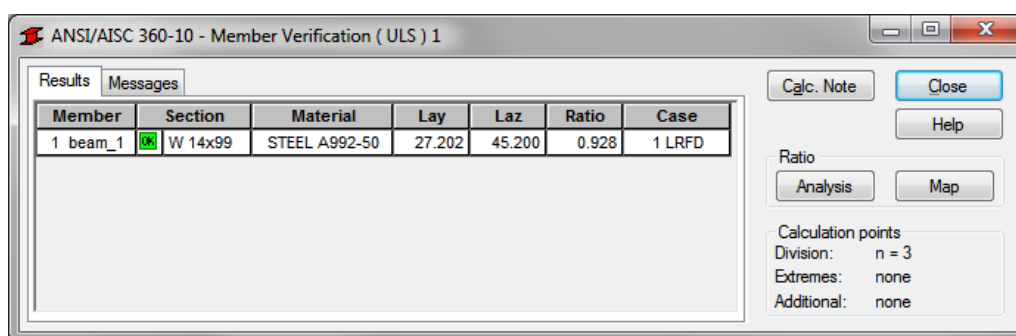 ANSI/AISC 360-10 - Member Verification ( ULS ) 1
Results Messages
Member Section Material Lay Laz Ratio Case
1 beam_1 OK W 14x99 STEEL A992-50 27.202 45.200 0.928 1 LRFD
Calc. Note Close
Help
Ratio
Analysis Map
Calculation points
Division: n = 3
Extremes: none
Additional: none